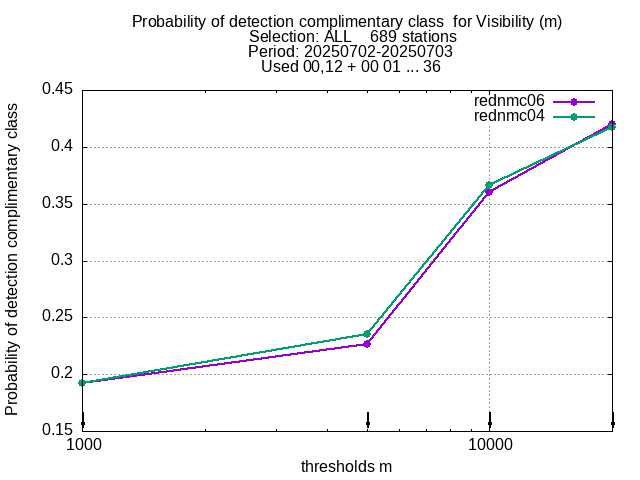 Probability of detection complimentary class  for Visibility (m)
Selection: ALL    689 stations
Period: 20250702-20250703
Used 00,12 + 00 01 ... 36
rednmc06
rednmc04
Probability of detection complimentary class
0.45
0.4
0.35
0.3
0.25
0.2
0.15
1000
10000
thresholds m